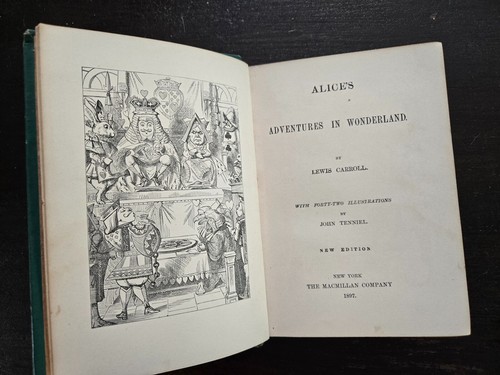 ALICE'S
ADVENTURES IN WONDERLAND.
BY
LEWIS CARROLL.
WITH FORTY-TWO ILLUSTRATIONS
BY
JOHN TENNIEL.
NEW EDITION
NEW YORK
THE MACMILLAN COMPANY
1897.